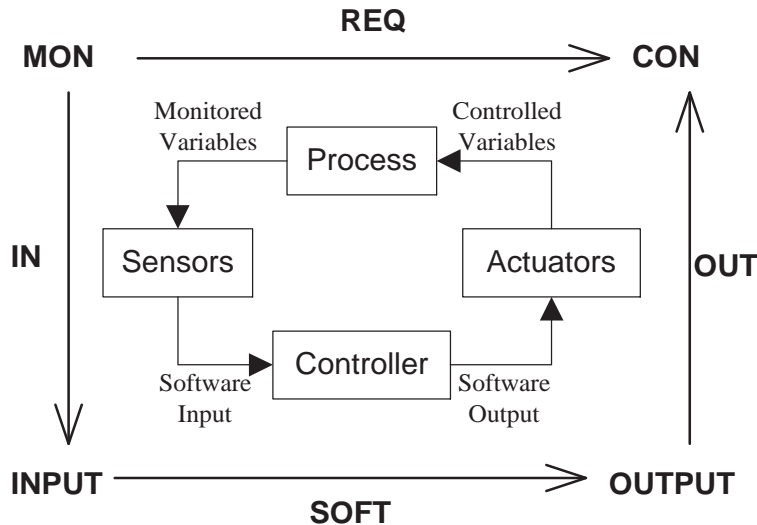 REQ
MON
CON
Monitored
Variables
Controlled
Variables
Process
IN
Sensors
Actuators
OUT
Controller
Software
Input
Software
Output
INPUT
OUTPUT
SOFT